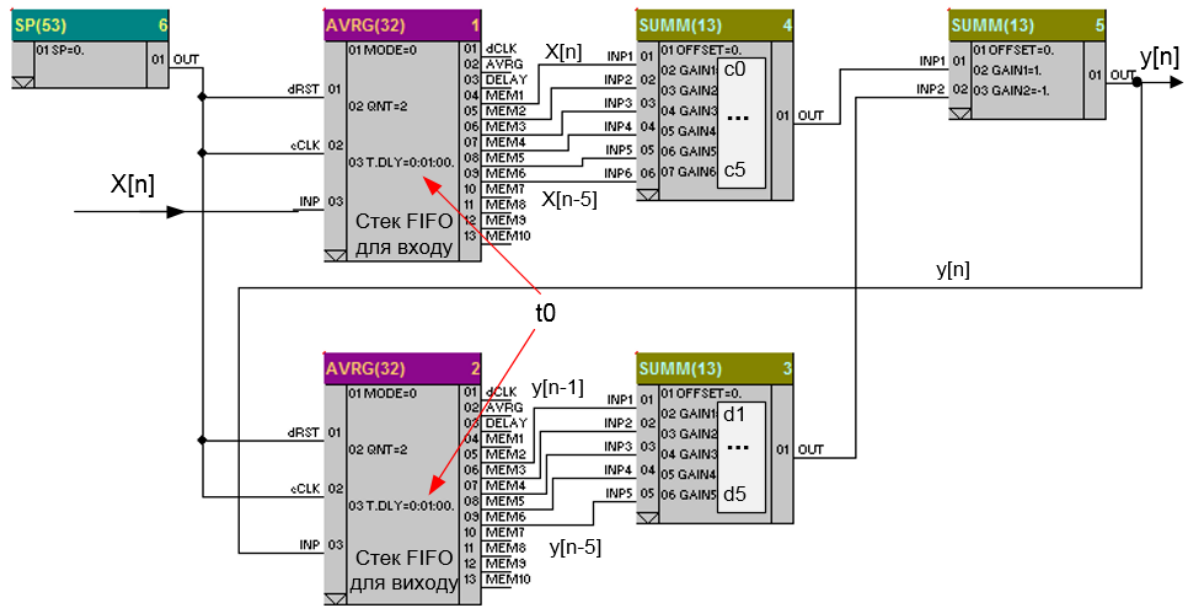 SP(53) 6
01 SP=0.
01 OUT
AVRG(32) 1
01 MODE=0
02 QNT=2
03 T.DLY=0:01:00.
dRST 01
cCLK 02
INP 03
Стек FIFO
для входу
01 dCLK
02 AVRG
03 DELAY
04 MEM1
05 MEM2
06 MEM3
07 MEM4
08 MEM5
09 MEM6
10 MEM7
11 MEM8
12 MEM9
13 MEM10
X[n]
X[n]
X[n-5]
SUMM(13) 4
INP1 01
INP2 02
INP3 03
INP4 04
INP5 05
INP6 06
01 OFFSET=0.
02 GAIN1
03 GAIN2
04 GAIN3
05 GAIN4
06 GAIN5
07 GAIN6
c0
...
c5
01 OUT
SUMM(13) 5
INP1 01
INP2 02
01 OFFSET=0.
02 GAIN1=1.
03 GAIN2=-1.
01 OUT
y[n]
y[n]
t0
AVRG(32) 2
01 MODE=0
02 QNT=2
03 T.DLY=0:01:00.
dRST 01
cCLK 02
INP 03
Стек FIFO
для виходу
01 dCLK
02 AVRG
03 DELAY
04 MEM1
05 MEM2
06 MEM3
07 MEM4
08 MEM5
09 MEM6
10 MEM7
11 MEM8
12 MEM9
13 MEM10
y[n-1]
y[n-5]
SUMM(13) 3
INP1 01
INP2 02
INP3 03
INP4 04
INP5 05
01 OFFSET=0.
02 GAIN1
03 GAIN2
04 GAIN3
05 GAIN4
06 GAIN5
d1
...
d5
01 OUT